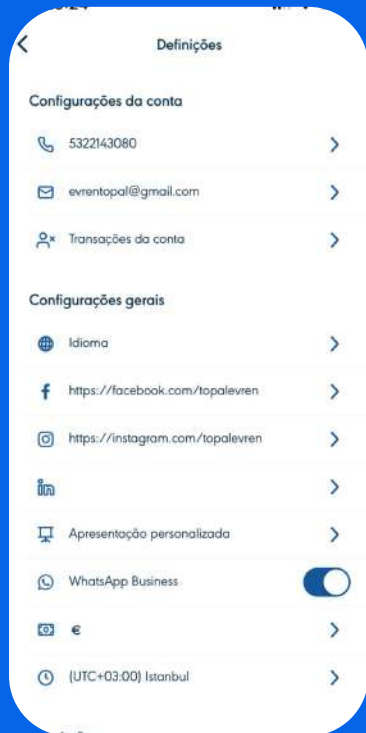 Definições
Configurações da conta
5322143080
evrentopal@gmail.com
Transações da conta
Configurações gerais
Idioma
https://facebook.com/topalevren
https://instagram.com/topalevren
in
Apresentação personalizada
WhatsApp Business
€
(UTC+03:00) Istanbul